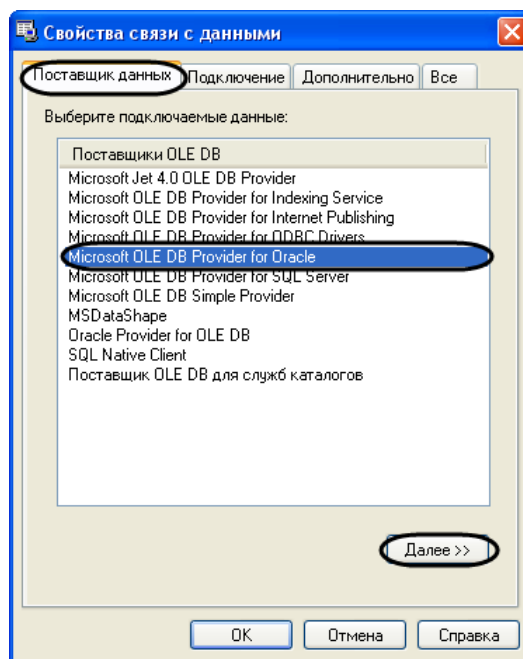 Свойства связи с данными
Поставщик данных Подключение Дополнительно Все
Выберите подключаемые данные:
Поставщики OLE DB
Microsoft Jet 4.0 OLE DB Provider
Microsoft OLE DB Provider for Indexing Service
Microsoft OLE DB Provider for Internet Publishing
Microsoft OLE DB Provider for ODBC Drivers
Microsoft OLE DB Provider for Oracle
Microsoft OLE DB Provider for SQL Server
Microsoft OLE DB Simple Provider
MSDataShape
Oracle Provider for OLE DB
SQL Native Client
Поставщик OLE DB для служб каталогов
Далее >>
OK Отмена Справка